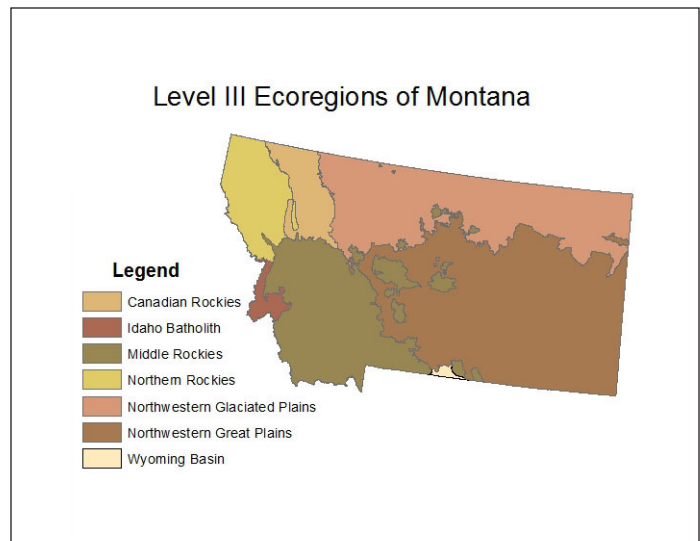 Level III Ecoregions of Montana
Legend
Canadian Rockies
Idaho Batholith
Middle Rockies
Northern Rockies
Northwestern Glaciated Plains
Northwestern Great Plains
Wyoming Basin